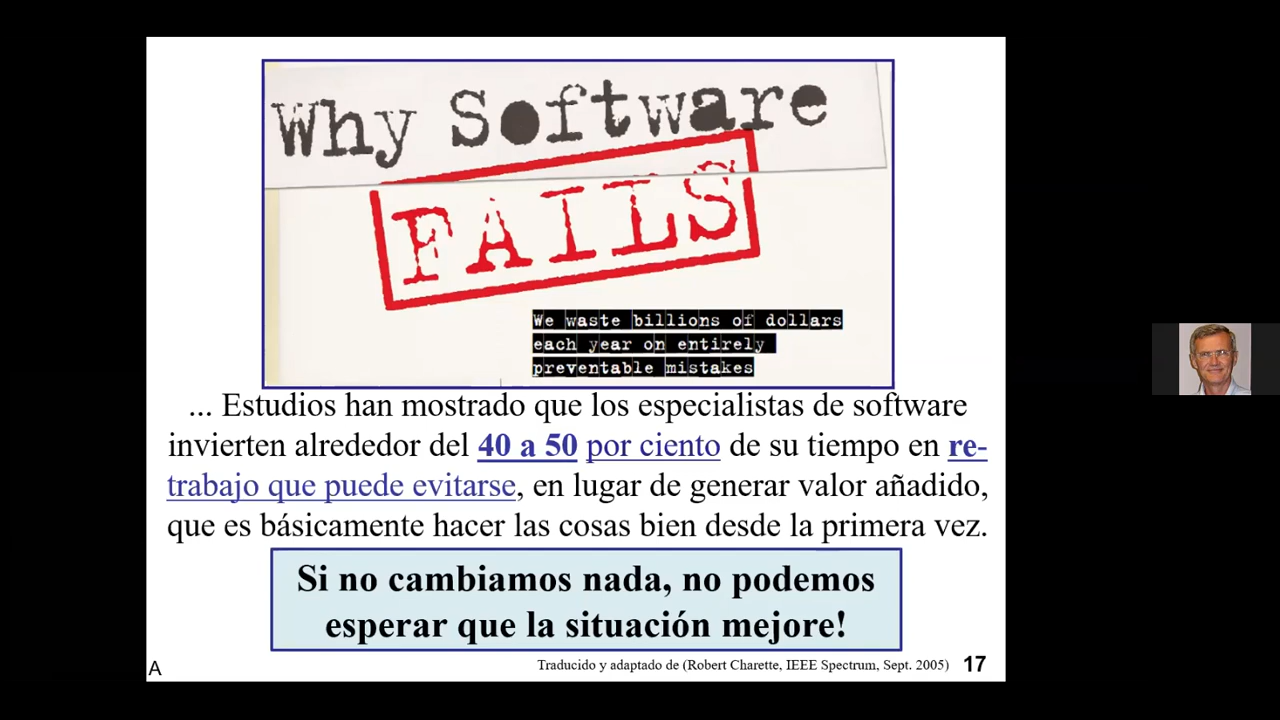 Why Software
FAILS
We waste billions of dollars
each year on entirely
preventable mistakes
... Estudios han mostrado que los especialistas de software
invierten alrededor del 40 a 50 por ciento de su tiempo en re-
trabajo que puede evitarse, en lugar de generar valor añadido,
que es básicamente hacer las cosas bien desde la primera vez.
Si no cambiamos nada, no podemos
esperar que la situación mejore!
A
Traducido y adaptado de (Robert Charette, IEEE Spectrum, Sept. 2005) 17